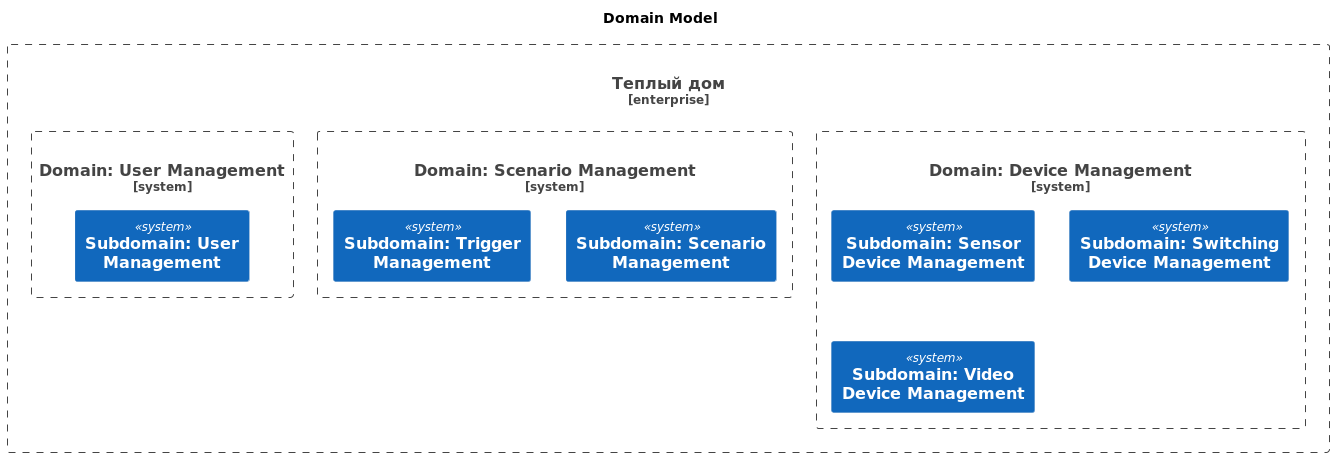 Domain Model
Теплый дом
[enterprise]
Domain: User Management
[system]
«system»
Subdomain: User
Management
Domain: Scenario Management
[system]
«system»
Subdomain: Trigger
Management
«system»
Subdomain: Scenario
Management
Domain: Device Management
[system]
«system»
Subdomain: Sensor
Device Management
«system»
Subdomain: Switching
Device Management
«system»
Subdomain: Video
Device Management